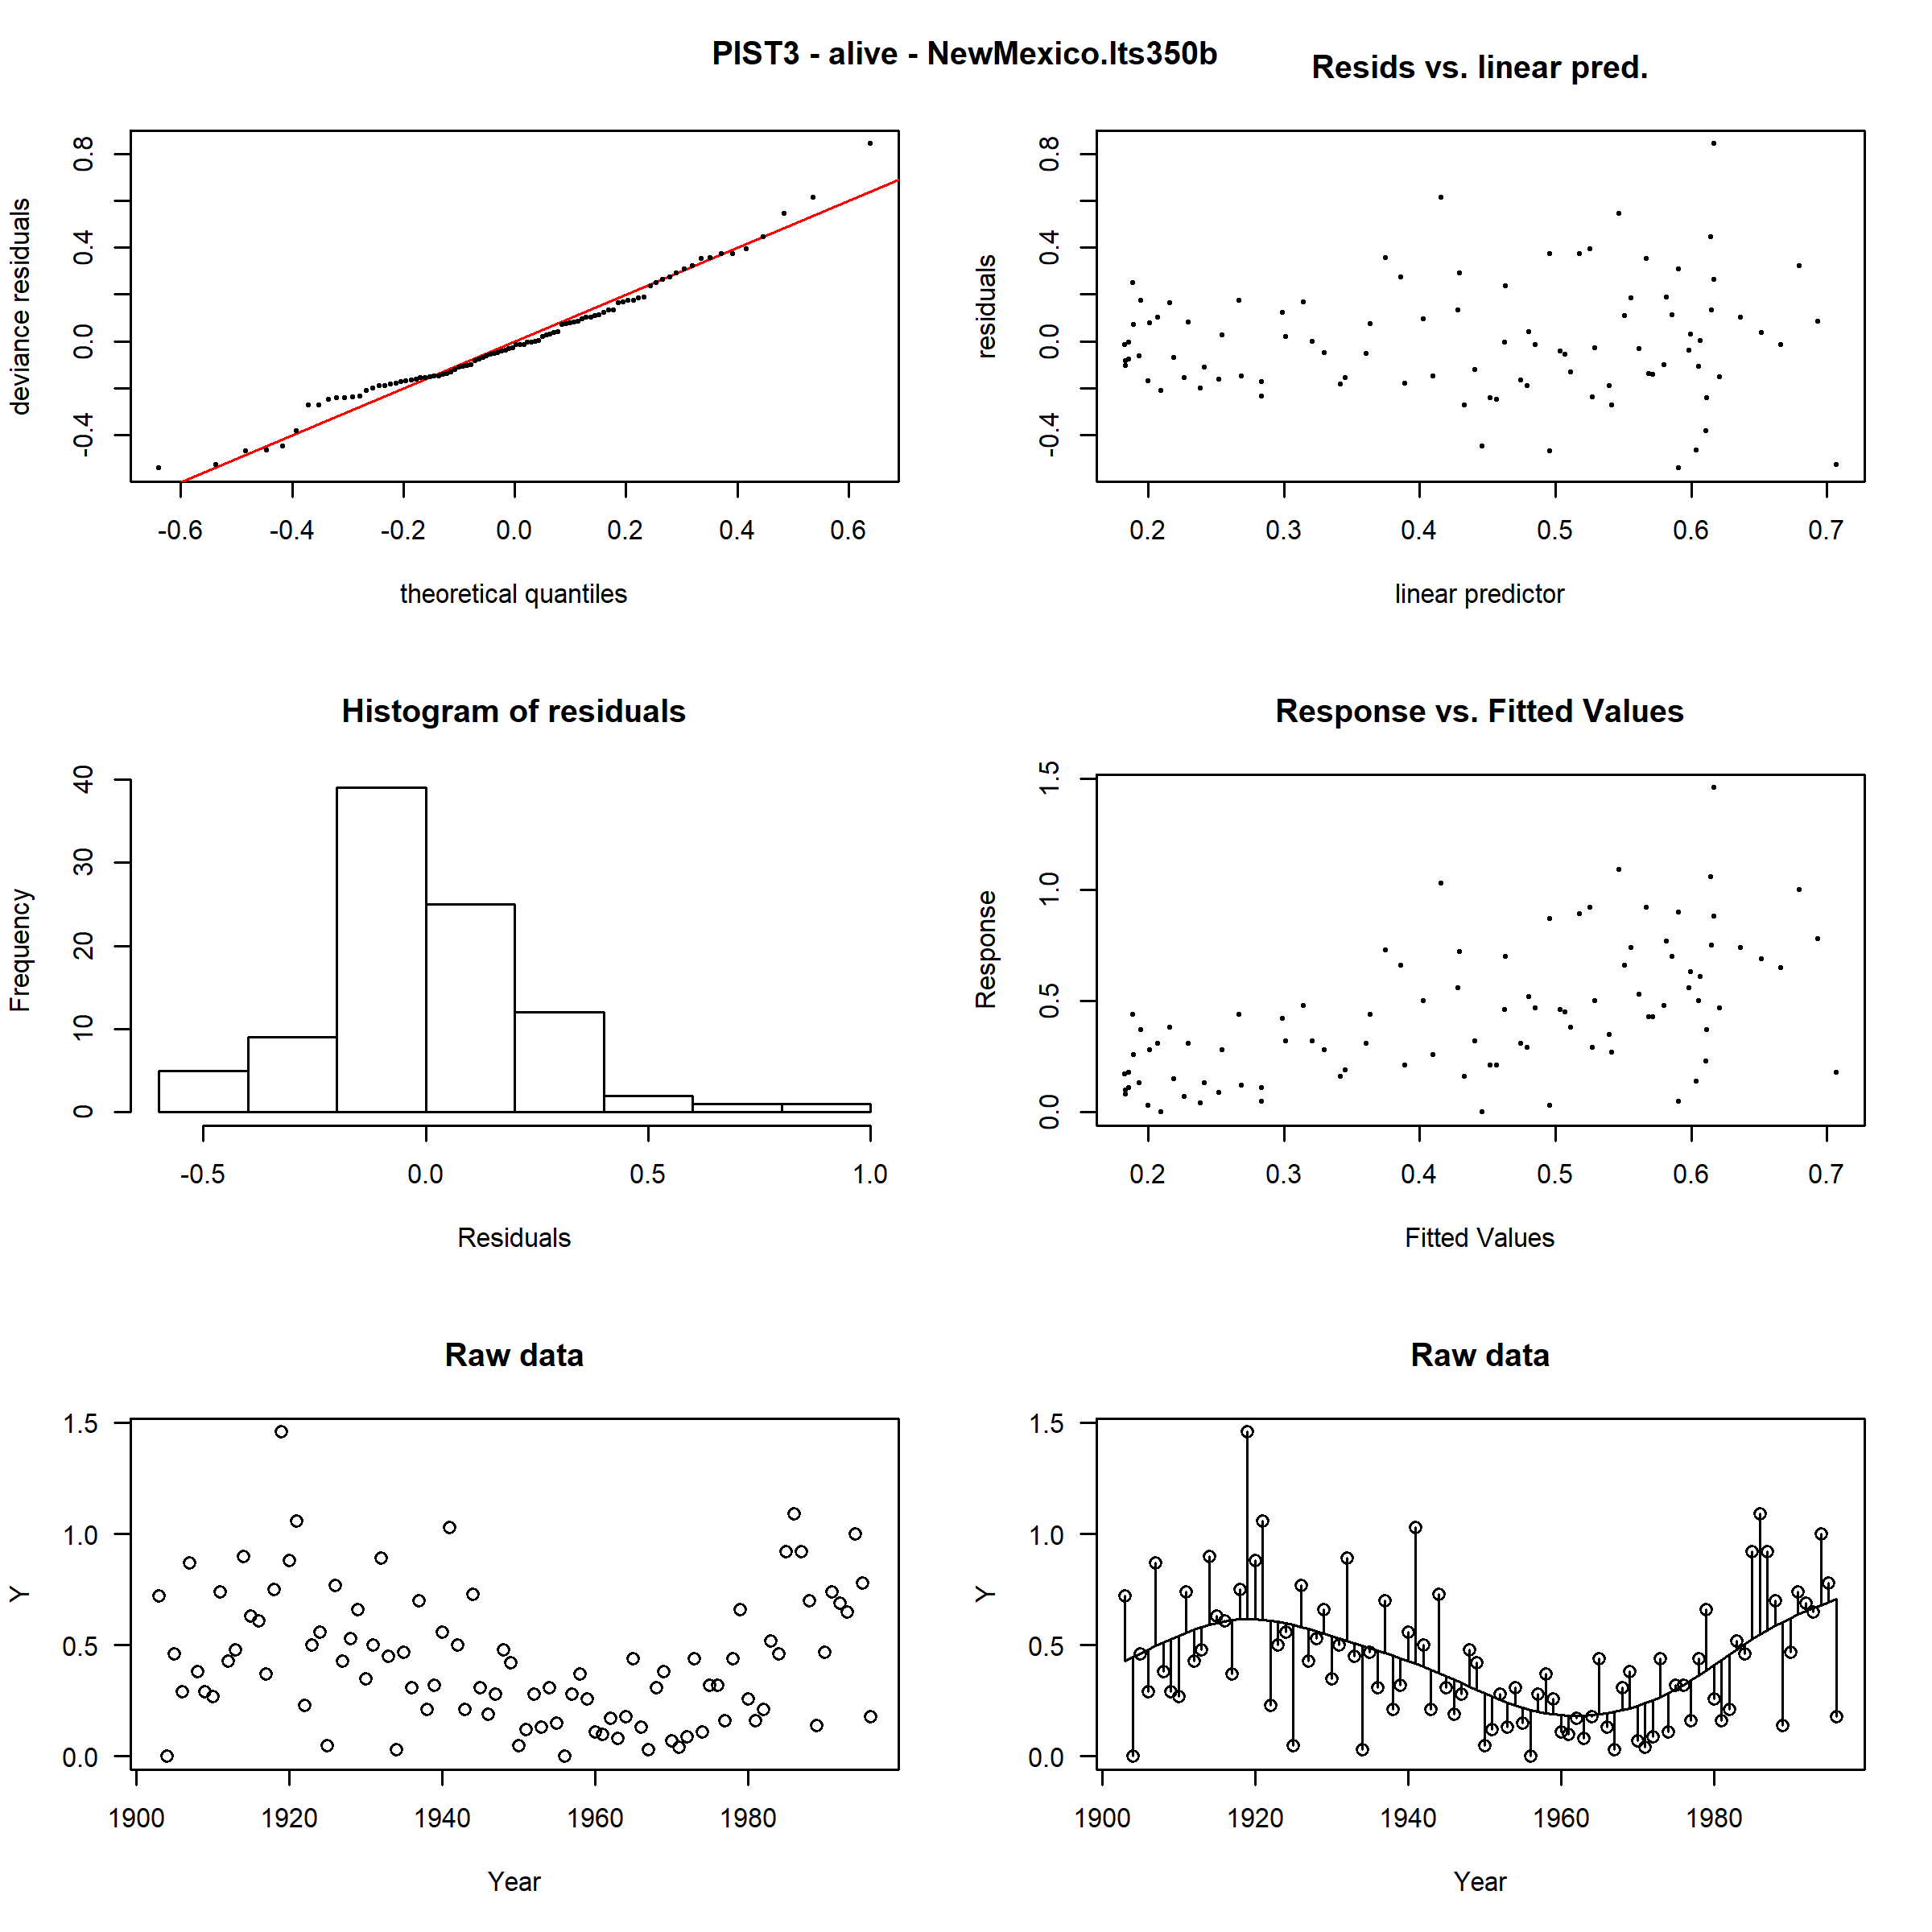 PIST3 - alive - NewMexico.lts350b
Resids vs. linear pred.
deviance residuals
-0.4 0.0 0.4 0.8
-0.6 -0.4 -0.2 0.0 0.2 0.4 0.6
theoretical quantiles
residuals
-0.4 0.0 0.4 0.8
0.2 0.3 0.4 0.5 0.6 0.7
linear predictor
Histogram of residuals
Frequency
0 10 20 30 40
-0.5 0.0 0.5 1.0
Residuals
Response vs. Fitted Values
Response
0.0 0.5 1.0 1.5
0.2 0.3 0.4 0.5 0.6 0.7
Fitted Values
Raw data
Y
1.5
1.0
0.5
0.0
1900 1920 1940 1960 1980
Year
Raw data
Y
1.5
1.0
0.5
0.0
1900 1920 1940 1960 1980
Year